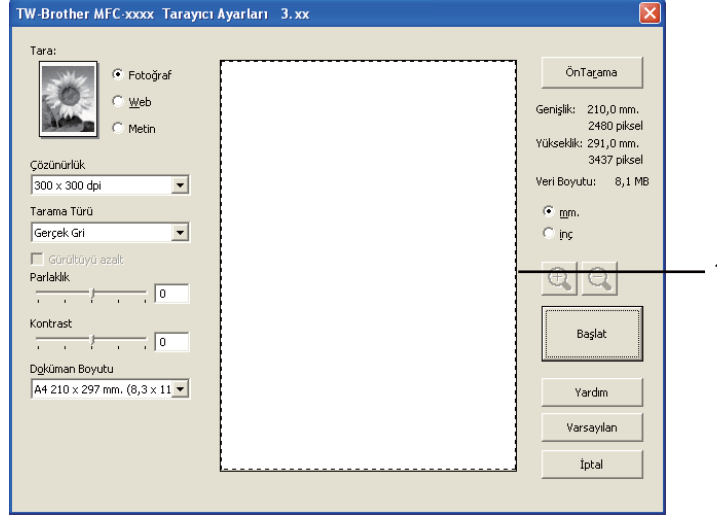 TW-Brother MFC-xxxx Tarayıcı Ayarları 3.xx
Tara:
Fotoğraf
Web
Metin
Çözünürlük
300 x 300 dpi
Tarama Türü
Gerçek Gri
Gürültüyü azalt
Parlaklık
0
Kontrast
0
Doküman Boyutu
A4 210 x 297 mm. (8,3 x 11
ÖnTarama
Genişlik: 210,0 mm.
2480 piksel
Yükseklik: 291,0 mm.
3437 piksel
Veri Boyutu: 8,1 MB
mm.
inç
Başlat
Yardım
Varsayılan
İptal